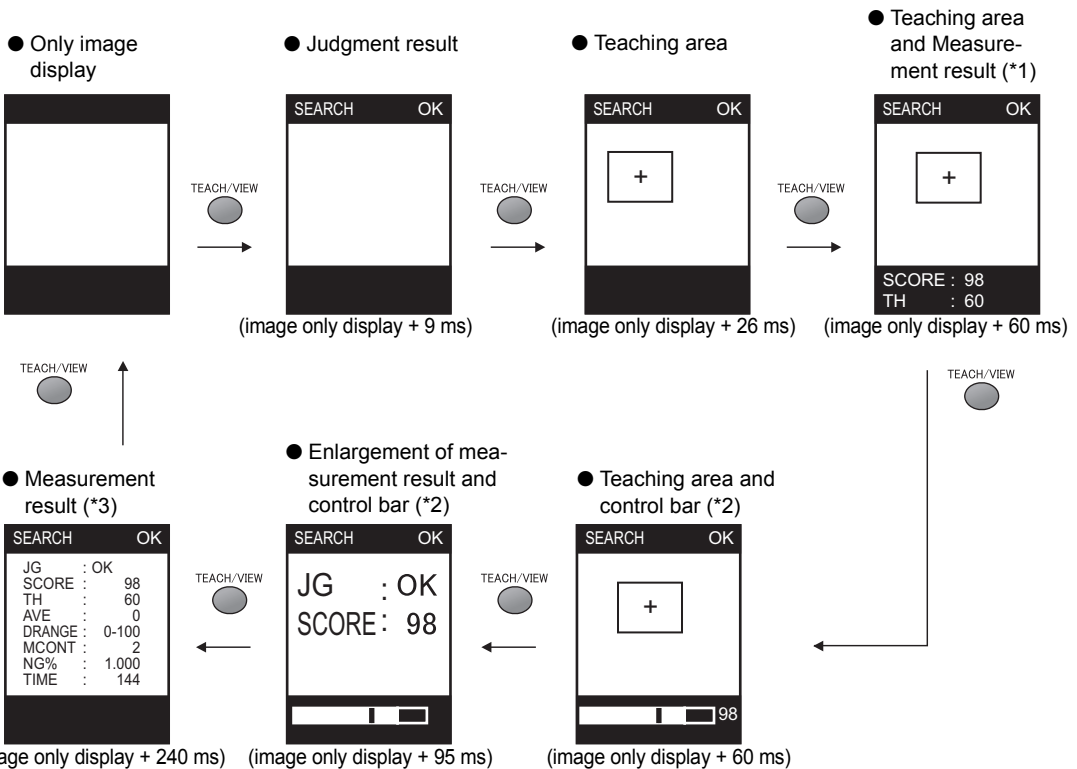 ● Only image
display
● Judgment result
● Teaching area
● Teaching area
and Measure-
ment result (*1)
SEARCH OK
SEARCH OK
+
SEARCH OK
+
SCORE : 98
TH : 60
TEACH/VIEW
TEACH/VIEW
TEACH/VIEW
(image only display + 9 ms)
(image only display + 26 ms)
(image only display + 60 ms)
TEACH/VIEW
TEACH/VIEW
● Measurement
result (*3)
● Enlargement of mea-
surement result and
control bar (*2)
● Teaching area and
control bar (*2)
SEARCH OK
JG : OK
SCORE : 98
TH : 60
AVE : 0
DRANGE : 0-100
MCONT : 2
NG% : 1.000
TIME : 144
TEACH/VIEW
SEARCH OK
JG : OK
SCORE : 98
TEACH/VIEW
SEARCH OK
+
98
age only display + 240 ms)
(image only display + 95 ms)
(image only display + 60 ms)